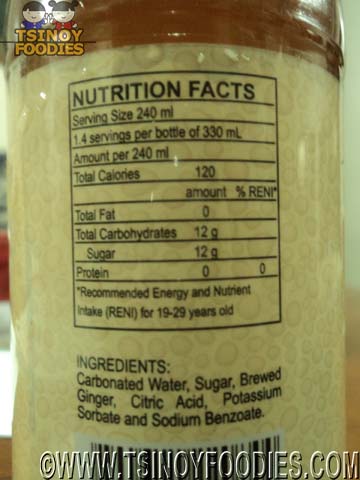 TSINOY
FOODIES
NUTRITION FACTS
Serving Size 240 ml
1.4 servings per bottle of 330 mL
Amount per 240 ml
Total Calories 120
amount % RENI*
Total Fat 0
Total Carbohydrates 12 g
Sugar 12 g
Protein 0 0
*Recommended Energy and Nutrient
Intake (RENI) for 19-29 years old
INGREDIENTS:
Carbonated Water, Sugar, Brewed
Ginger, Citric Acid, Potassium
Sorbate and Sodium Benzoate.
©WWW.TSINOYFOODIES.COM